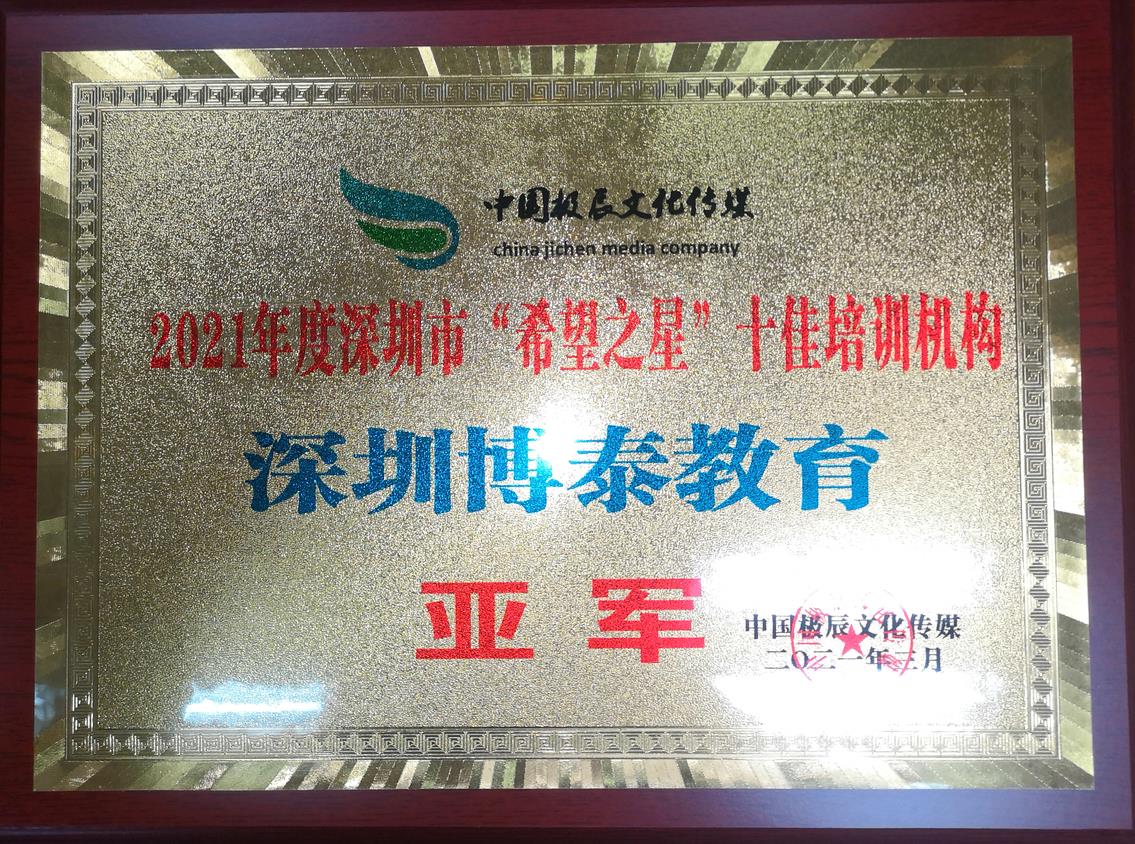 中国极辰文化传媒
china jichen media company
2021年度深圳市“希望之星”十佳培训机构
深圳博泰教育
亚军
中国极辰文化传媒
二〇二一年三月